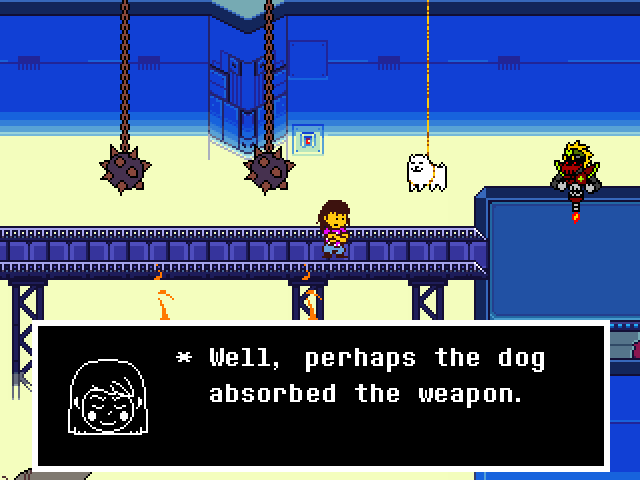 * Well, perhaps the dog
absorbed the weapon.